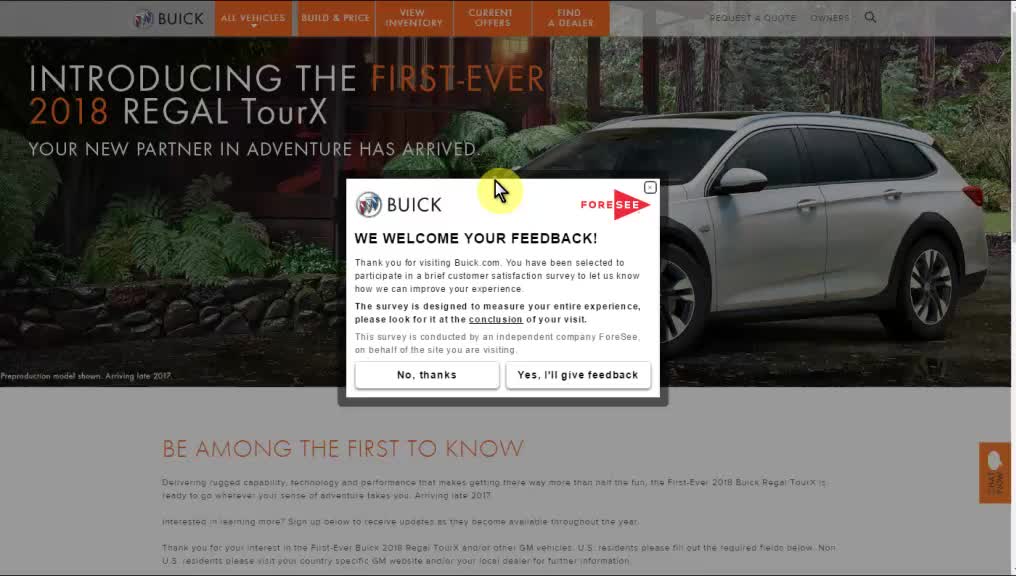 BUICK
ALL VEHICLES
BUILD & PRICE
VIEW
INVENTORY
CURRENT
OFFERS
FIND
A DEALER
REQUEST A QUOTE
OWNERS
INTRODUCING THE FIRST-EVER
2018 REGAL TourX
YOUR NEW PARTNER IN ADVENTURE HAS ARRIVED.
BUICK
FORESEE
WE WELCOME YOUR FEEDBACK!
Thank you for visiting Buick.com. You have been selected to
participate in a brief customer satisfaction survey to let us know
how we can improve your experience.
The survey is designed to measure your entire experience,
please look for it at the conclusion of your visit.
This survey is conducted by an independent company ForeSee,
on behalf of the site you are visiting.
No, thanks
Yes, I'll give feedback
Preproduction model shown. Arriving late 2017.
BE AMONG THE FIRST TO KNOW
Delivering rugged capability, technology and performance that makes getting there way more than half the fun, the First-Ever 2018 Buick Regal TourX is
ready to go wherever your sense of adventure takes you. Arriving late 2017.
Interested in learning more? Sign up below to receive updates as they become available throughout the year.
Thank you for your interest in the First-Ever Buick 2018 Regal TourX and/or other GM vehicles. U.S. residents please fill out the required fields below. Non
U.S. residents please visit your country specific GM website and/or your local dealer for further information.
CHAT
NOW